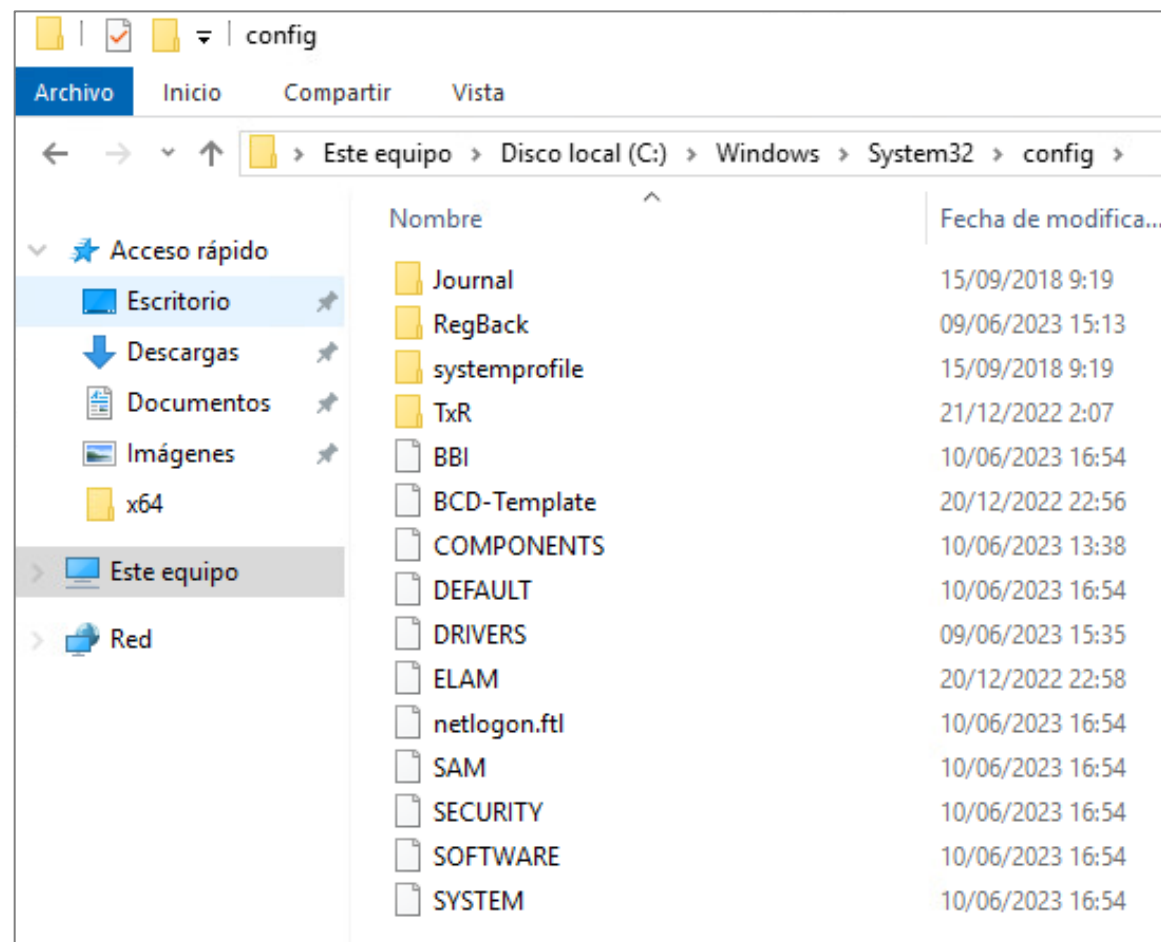 config
Archivo Inicio Compartir Vista
Este equipo > Disco local (C:) > Windows > System32 > config >
Acceso rápido
Escritorio
Descargas
Documentos
Imágenes
x64
Este equipo
Red
Nombre Fecha de modifica...
Journal 15/09/2018 9:19
RegBack 09/06/2023 15:13
systemprofile 15/09/2018 9:19
TxR 21/12/2022 2:07
BBI 10/06/2023 16:54
BCD-Template 20/12/2022 22:56
COMPONENTS 10/06/2023 13:38
DEFAULT 10/06/2023 16:54
DRIVERS 09/06/2023 15:35
ELAM 20/12/2022 22:58
netlogon.ftl 10/06/2023 16:54
SAM 10/06/2023 16:54
SECURITY 10/06/2023 16:54
SOFTWARE 10/06/2023 16:54
SYSTEM 10/06/2023 16:54